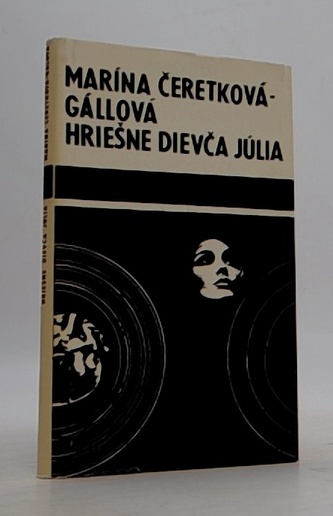 MARÍNA ČERETKOVÁ-
GÁLLOVÁ
HRIEŠNE DIEVČA JÚLIA